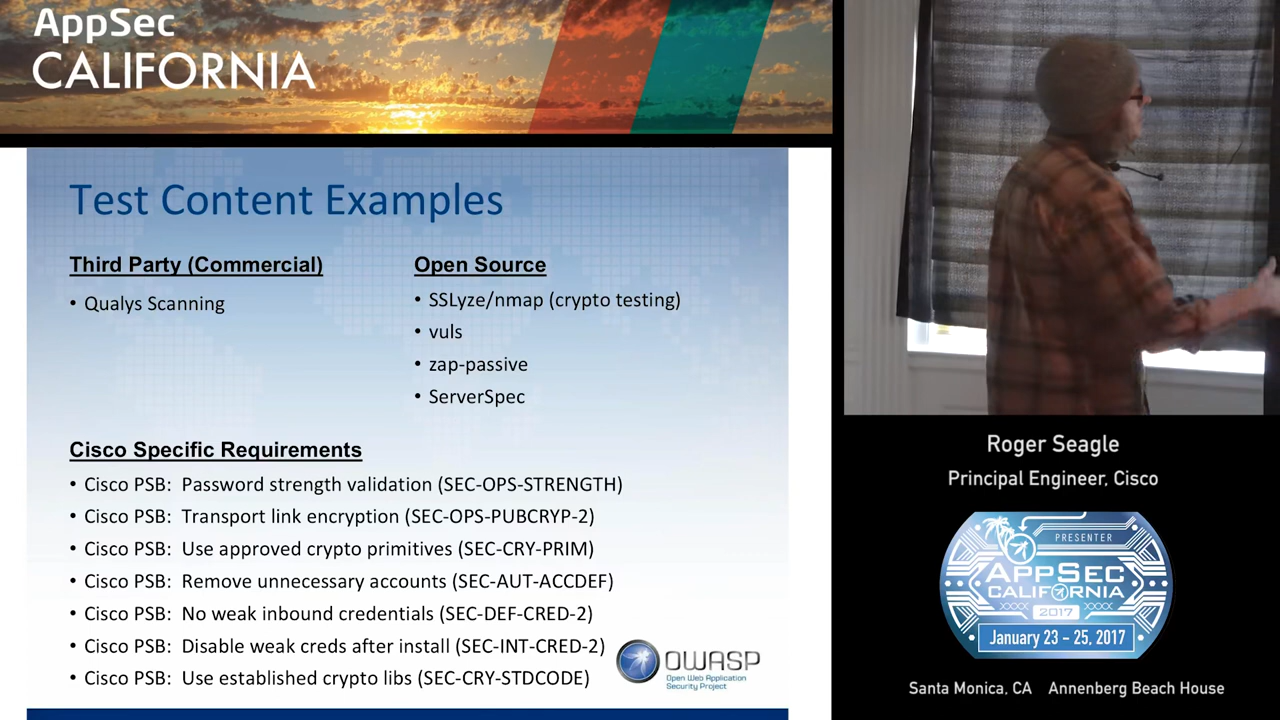 AppSec
CALIFORNIA
Test Content Examples
Third Party (Commercial)
• Qualys Scanning
Open Source
• SSLyze/nmap (crypto testing)
• vuls
• zap-passive
• ServerSpec
Cisco Specific Requirements
• Cisco PSB: Password strength validation (SEC-OPS-STRENGTH)
• Cisco PSB: Transport link encryption (SEC-OPS-PUBCRYP-2)
• Cisco PSB: Use approved crypto primitives (SEC-CRY-PRIM)
• Cisco PSB: Remove unnecessary accounts (SEC-AUT-ACCDEF)
• Cisco PSB: No weak inbound credentials (SEC-DEF-CRED-2)
• Cisco PSB: Disable weak creds after install (SEC-INT-CRED-2)
• Cisco PSB: Use established crypto libs (SEC-CRY-STDCODE)
OWASP
Open Web Application
Security Project
Roger Seagle
Principal Engineer, Cisco
PRESENTER
APPSEC
CALIFORNIA
2017
January 23 - 25, 2017
Santa Monica, CA Annenberg Beach House